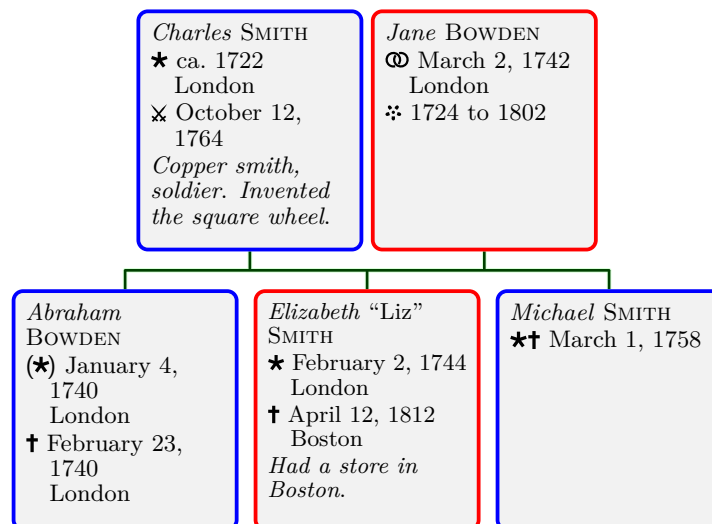 Charles SMITH
★ ca. 1722
London
⚔ October 12,
1764
Copper smith,
soldier. Invented
the square wheel.
Jane BOWDEN
⚭ March 2, 1742
London
⁘ 1724 to 1802
Abraham
BOWDEN
(★) January 4,
1740
London
✝ February 23,
1740
London
Elizabeth “Liz”
SMITH
★ February 2, 1744
London
✝ April 12, 1812
Boston
Had a store in
Boston.
Michael SMITH
★✝ March 1, 1758